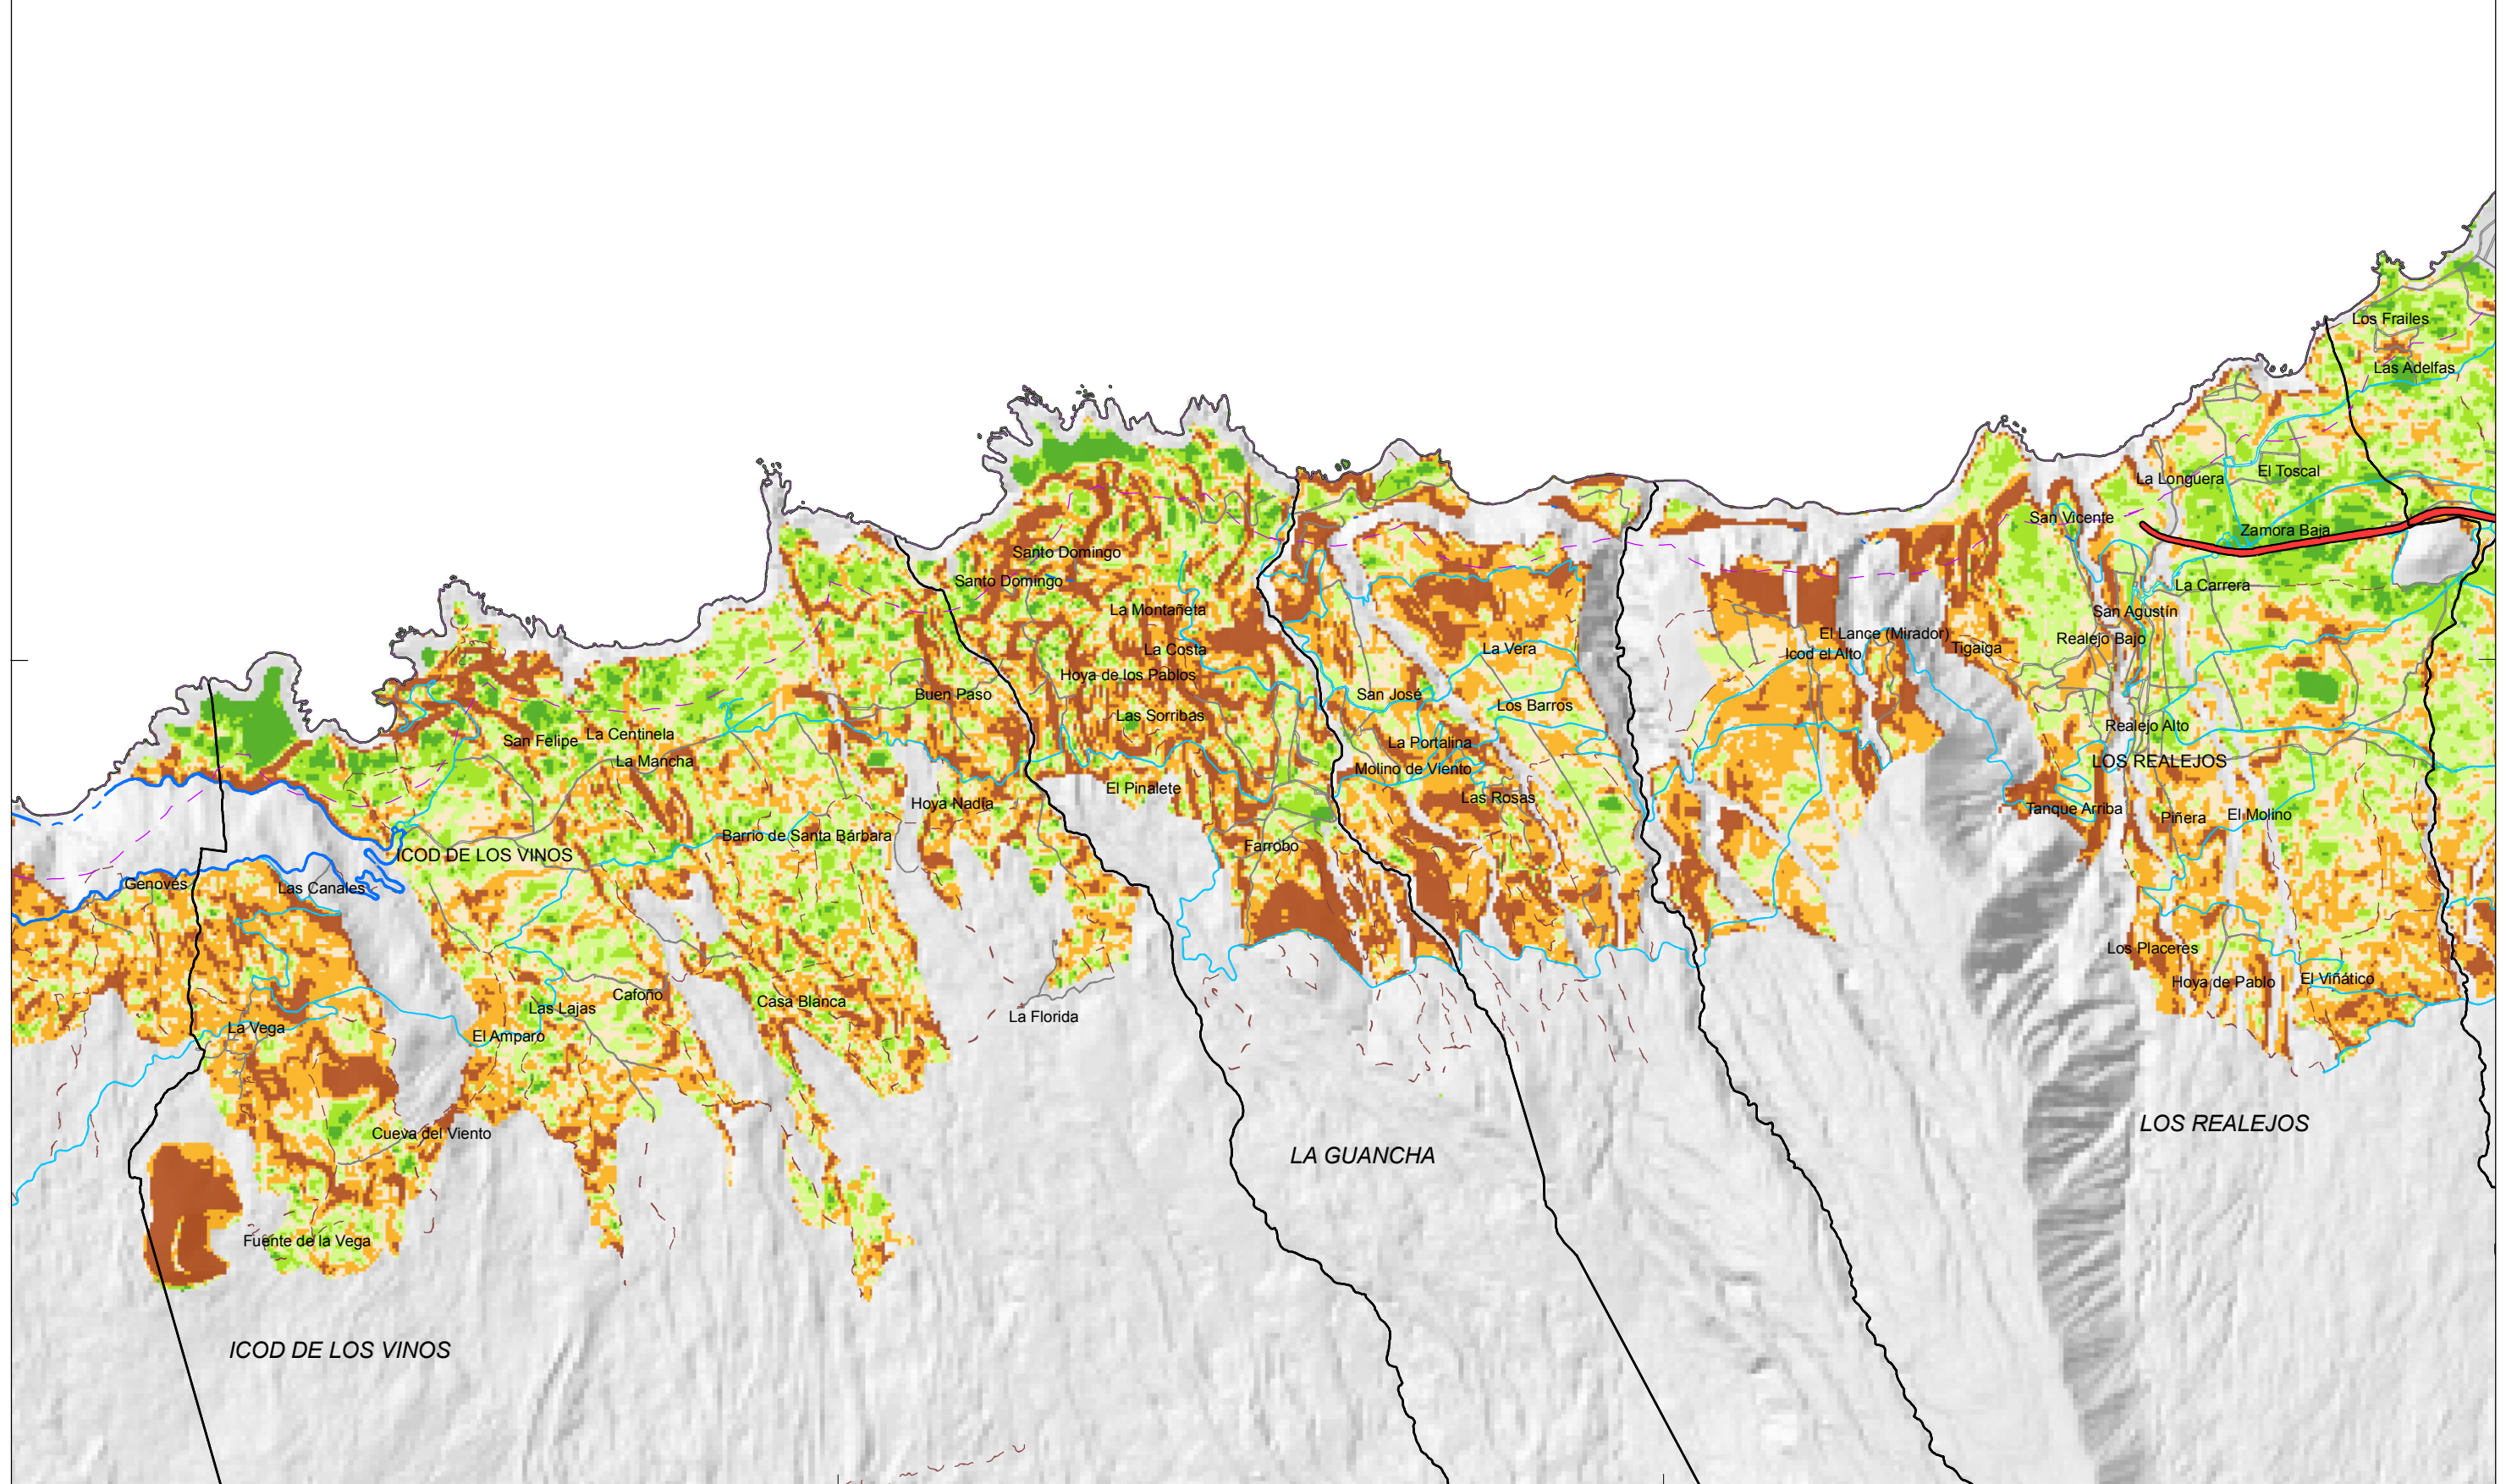 Los Frailes
Las Adelfas
El Toscal
La Longuera
San Vicente
Zamora Baja
Santo Domingo
Santo Domingo
La Carrera
La Montañeta
San Agustín
El Lance (Mirador)
Realejo Bajo
La Costa
La Vera
Icod el Alto
Tigaiga
Hoya de los Pablos
Buen Paso
San José
Los Barros
Las Sorribas
Realejo Alto
San Felipe
La Centinela
La Portalina
La Mancha
LOS REALEJOS
Molino de Viento
El Pinalete
Las Rosas
Hoya Nadía
Tanque Arriba
Piñera
El Molino
Barrio de Santa Bárbara
Farrobo
ICOD DE LOS VINOS
Genovés
Las Canales
Los Placeres
Hoya de Pablo
El Viñático
Cafoño
Casa Blanca
Las Lajas
La Florida
La Vega
El Amparo
LOS REALEJOS
Cueva del Viento
LA GUANCHA
Fuente de la Vega
ICOD DE LOS VINOS